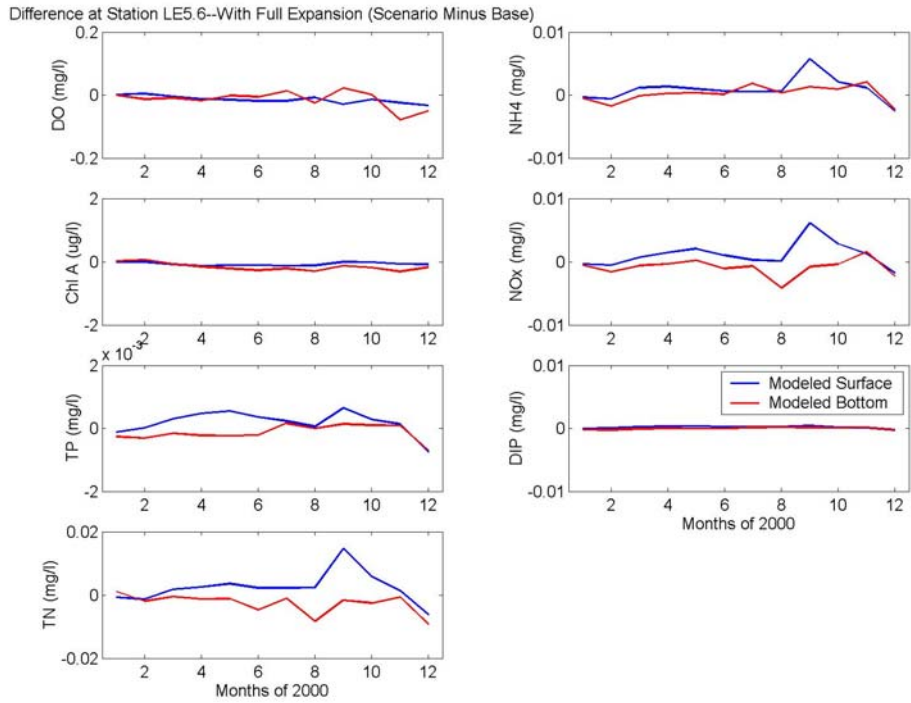 Difference at Station LE5.6--With Full Expansion (Scenario Minus Base)
0.2
0
-0.2
DO (mg/l)
2 4 6 8 10 12
2
0
-2
Chl A (ug/l)
2 4 6 8 10 12
x 10-3
2
0
-2
TP (mg/l)
2 4 6 8 10 12
0.02
0
-0.02
TN (mg/l)
2 4 6 8 10 12
Months of 2000
0.01
0
-0.01
NH4 (mg/l)
2 4 6 8 10 12
0.01
0
-0.01
NOx (mg/l)
2 4 6 8 10 12
0.01
0
-0.01
DIP (mg/l)
Modeled Surface
Modeled Bottom
2 4 6 8 10 12
Months of 2000